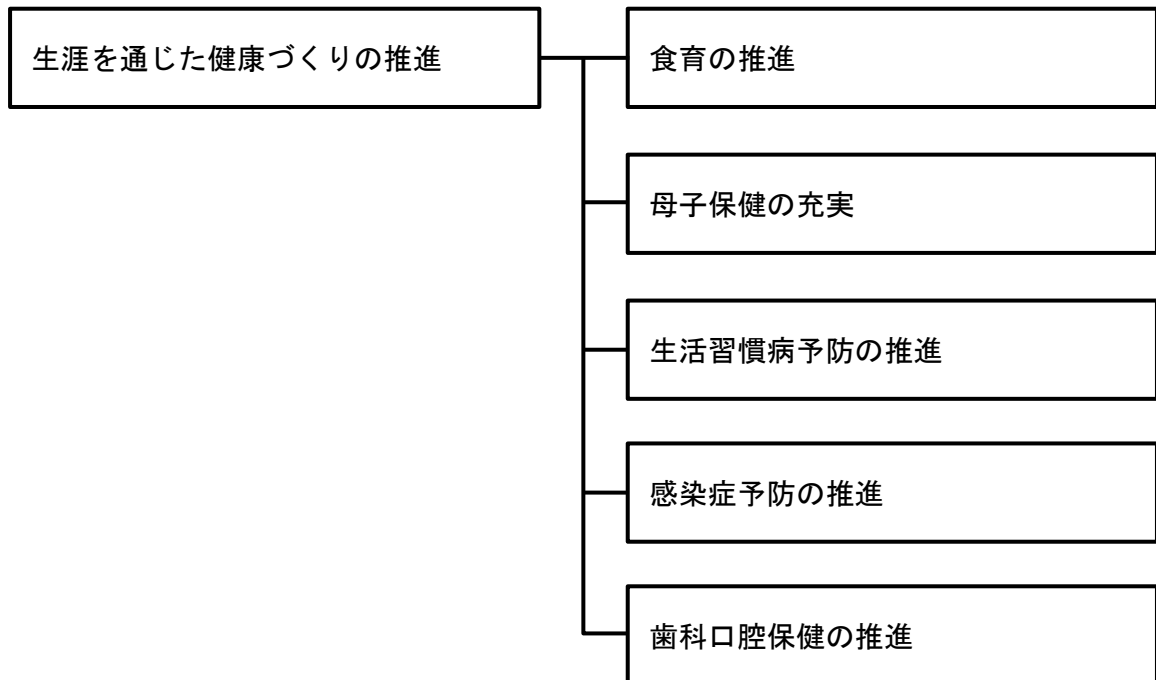 生涯を通じた健康づくりの推進
食育の推進
母子保健の充実
生活習慣病予防の推進
感染症予防の推進
歯科口腔保健の推進